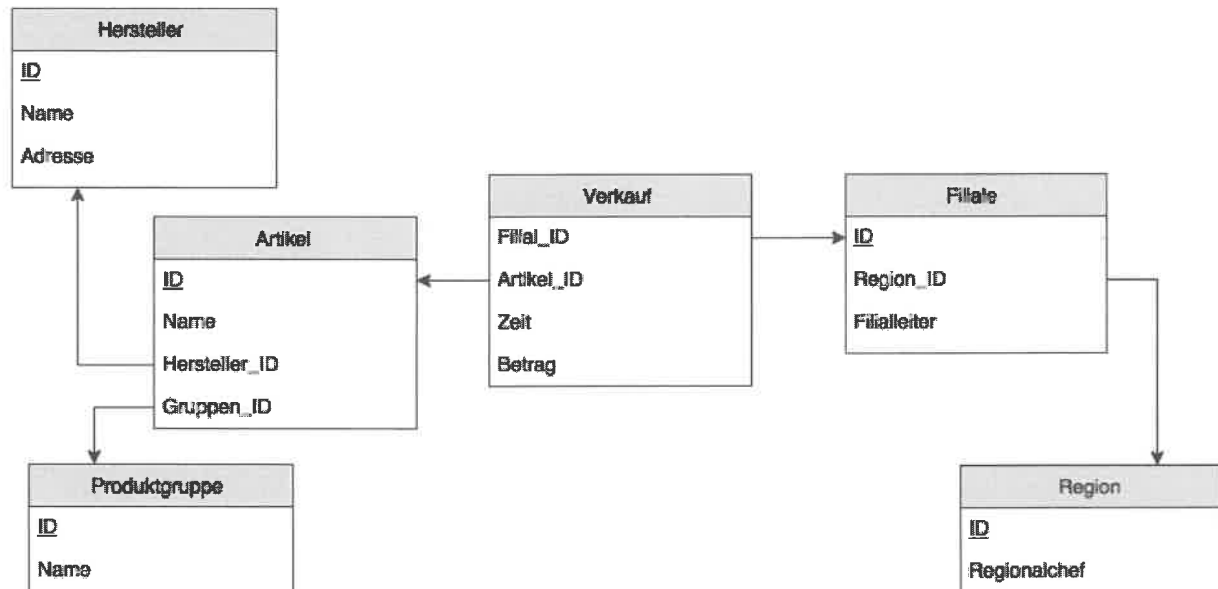 Hersteller
ID
Name
Adresse
Artikel
ID
Name
Hersteller_ID
Gruppen_ID
Produktgruppe
ID
Name
Verkauf
Filial_ID
Artikel_ID
Zeit
Betrag
Filiale
ID
Region_ID
Filialleiter
Region
ID
Regionalchef